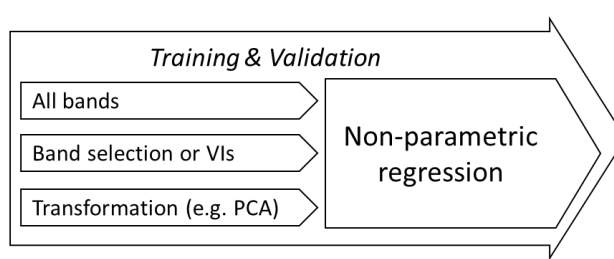 Training & Validation
All bands
Band selection or VIs
Transformation (e.g. PCA)
Non-parametric
regression